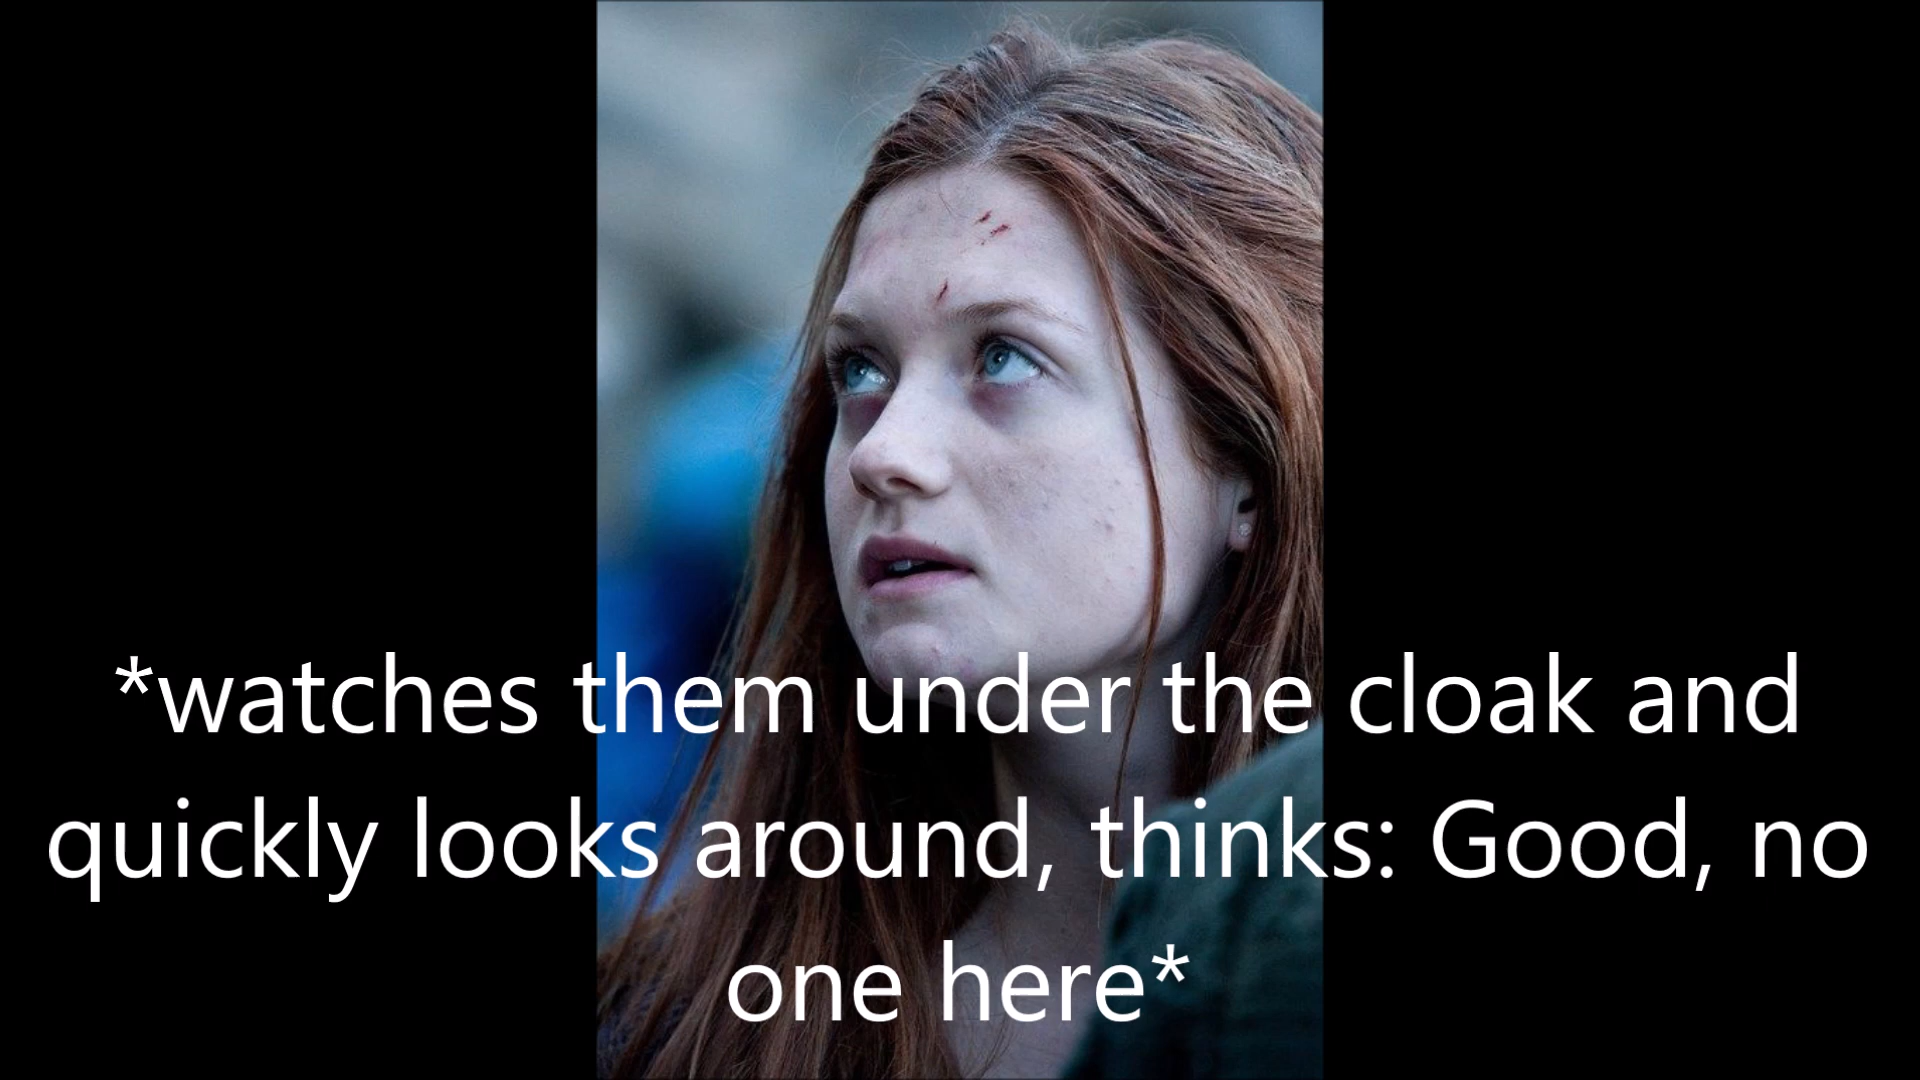 *watches them under the cloak and
quickly looks around, thinks: Good, no
one here*